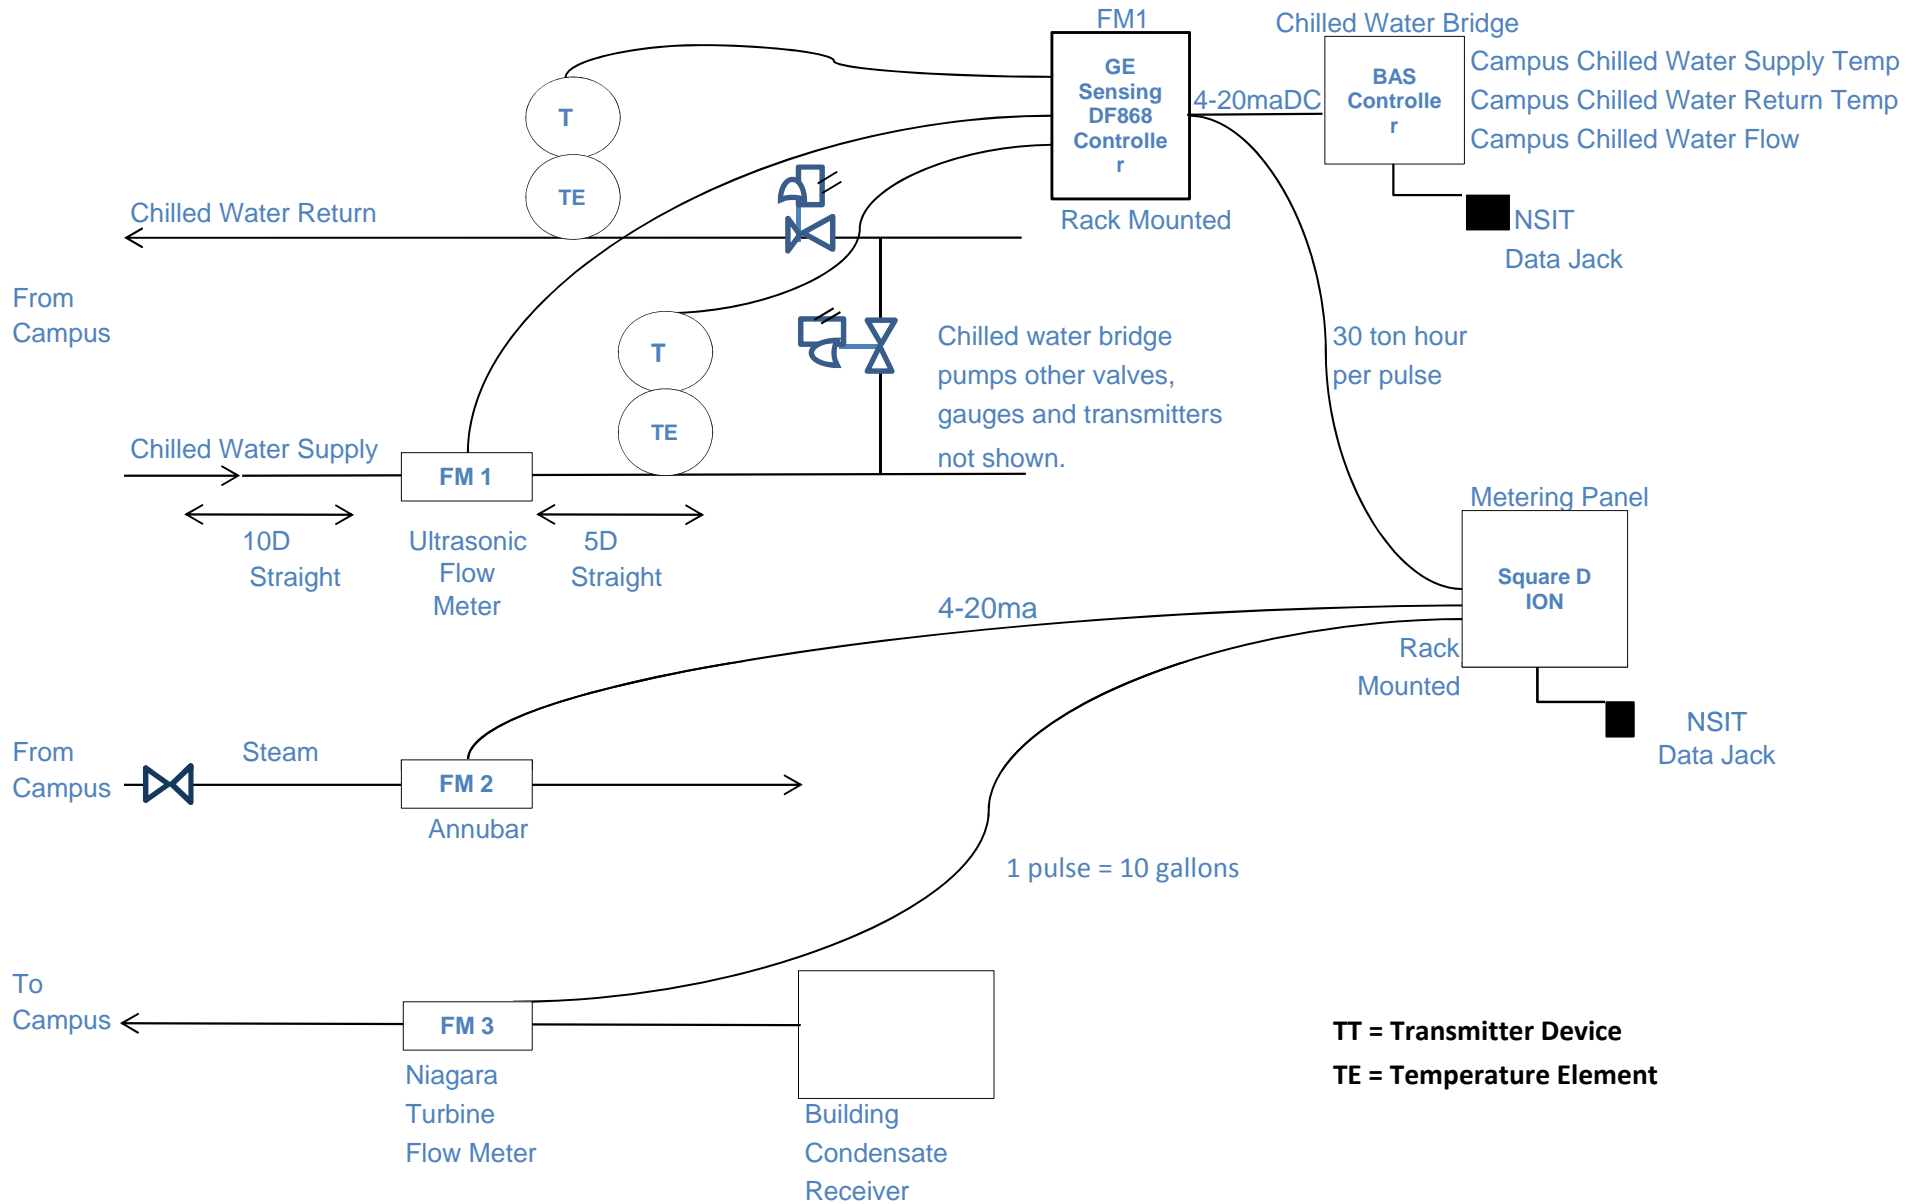 FM1
GE
Sensing
DF868
Controlle
r
Rack Mounted
4-20maDC
Chilled Water Bridge
BAS
Controlle
r
Campus Chilled Water Supply Temp
Campus Chilled Water Return Temp
Campus Chilled Water Flow
NSIT
Data Jack
T
TE
Chilled Water Return
From
Campus
T
TE
Chilled water bridge
pumps other valves,
gauges and transmitters
not shown.
30 ton hour
per pulse
Chilled Water Supply
FM 1
10D
Straight
Ultrasonic
Flow
Meter
5D
Straight
Metering Panel
Square D
ION
Rack
Mounted
NSIT
Data Jack
4-20ma
From
Campus
Steam
FM 2
Annubar
1 pulse = 10 gallons
To
Campus
FM 3
Niagara
Turbine
Flow Meter
Building
Condensate
Receiver
TT = Transmitter Device
TE = Temperature Element